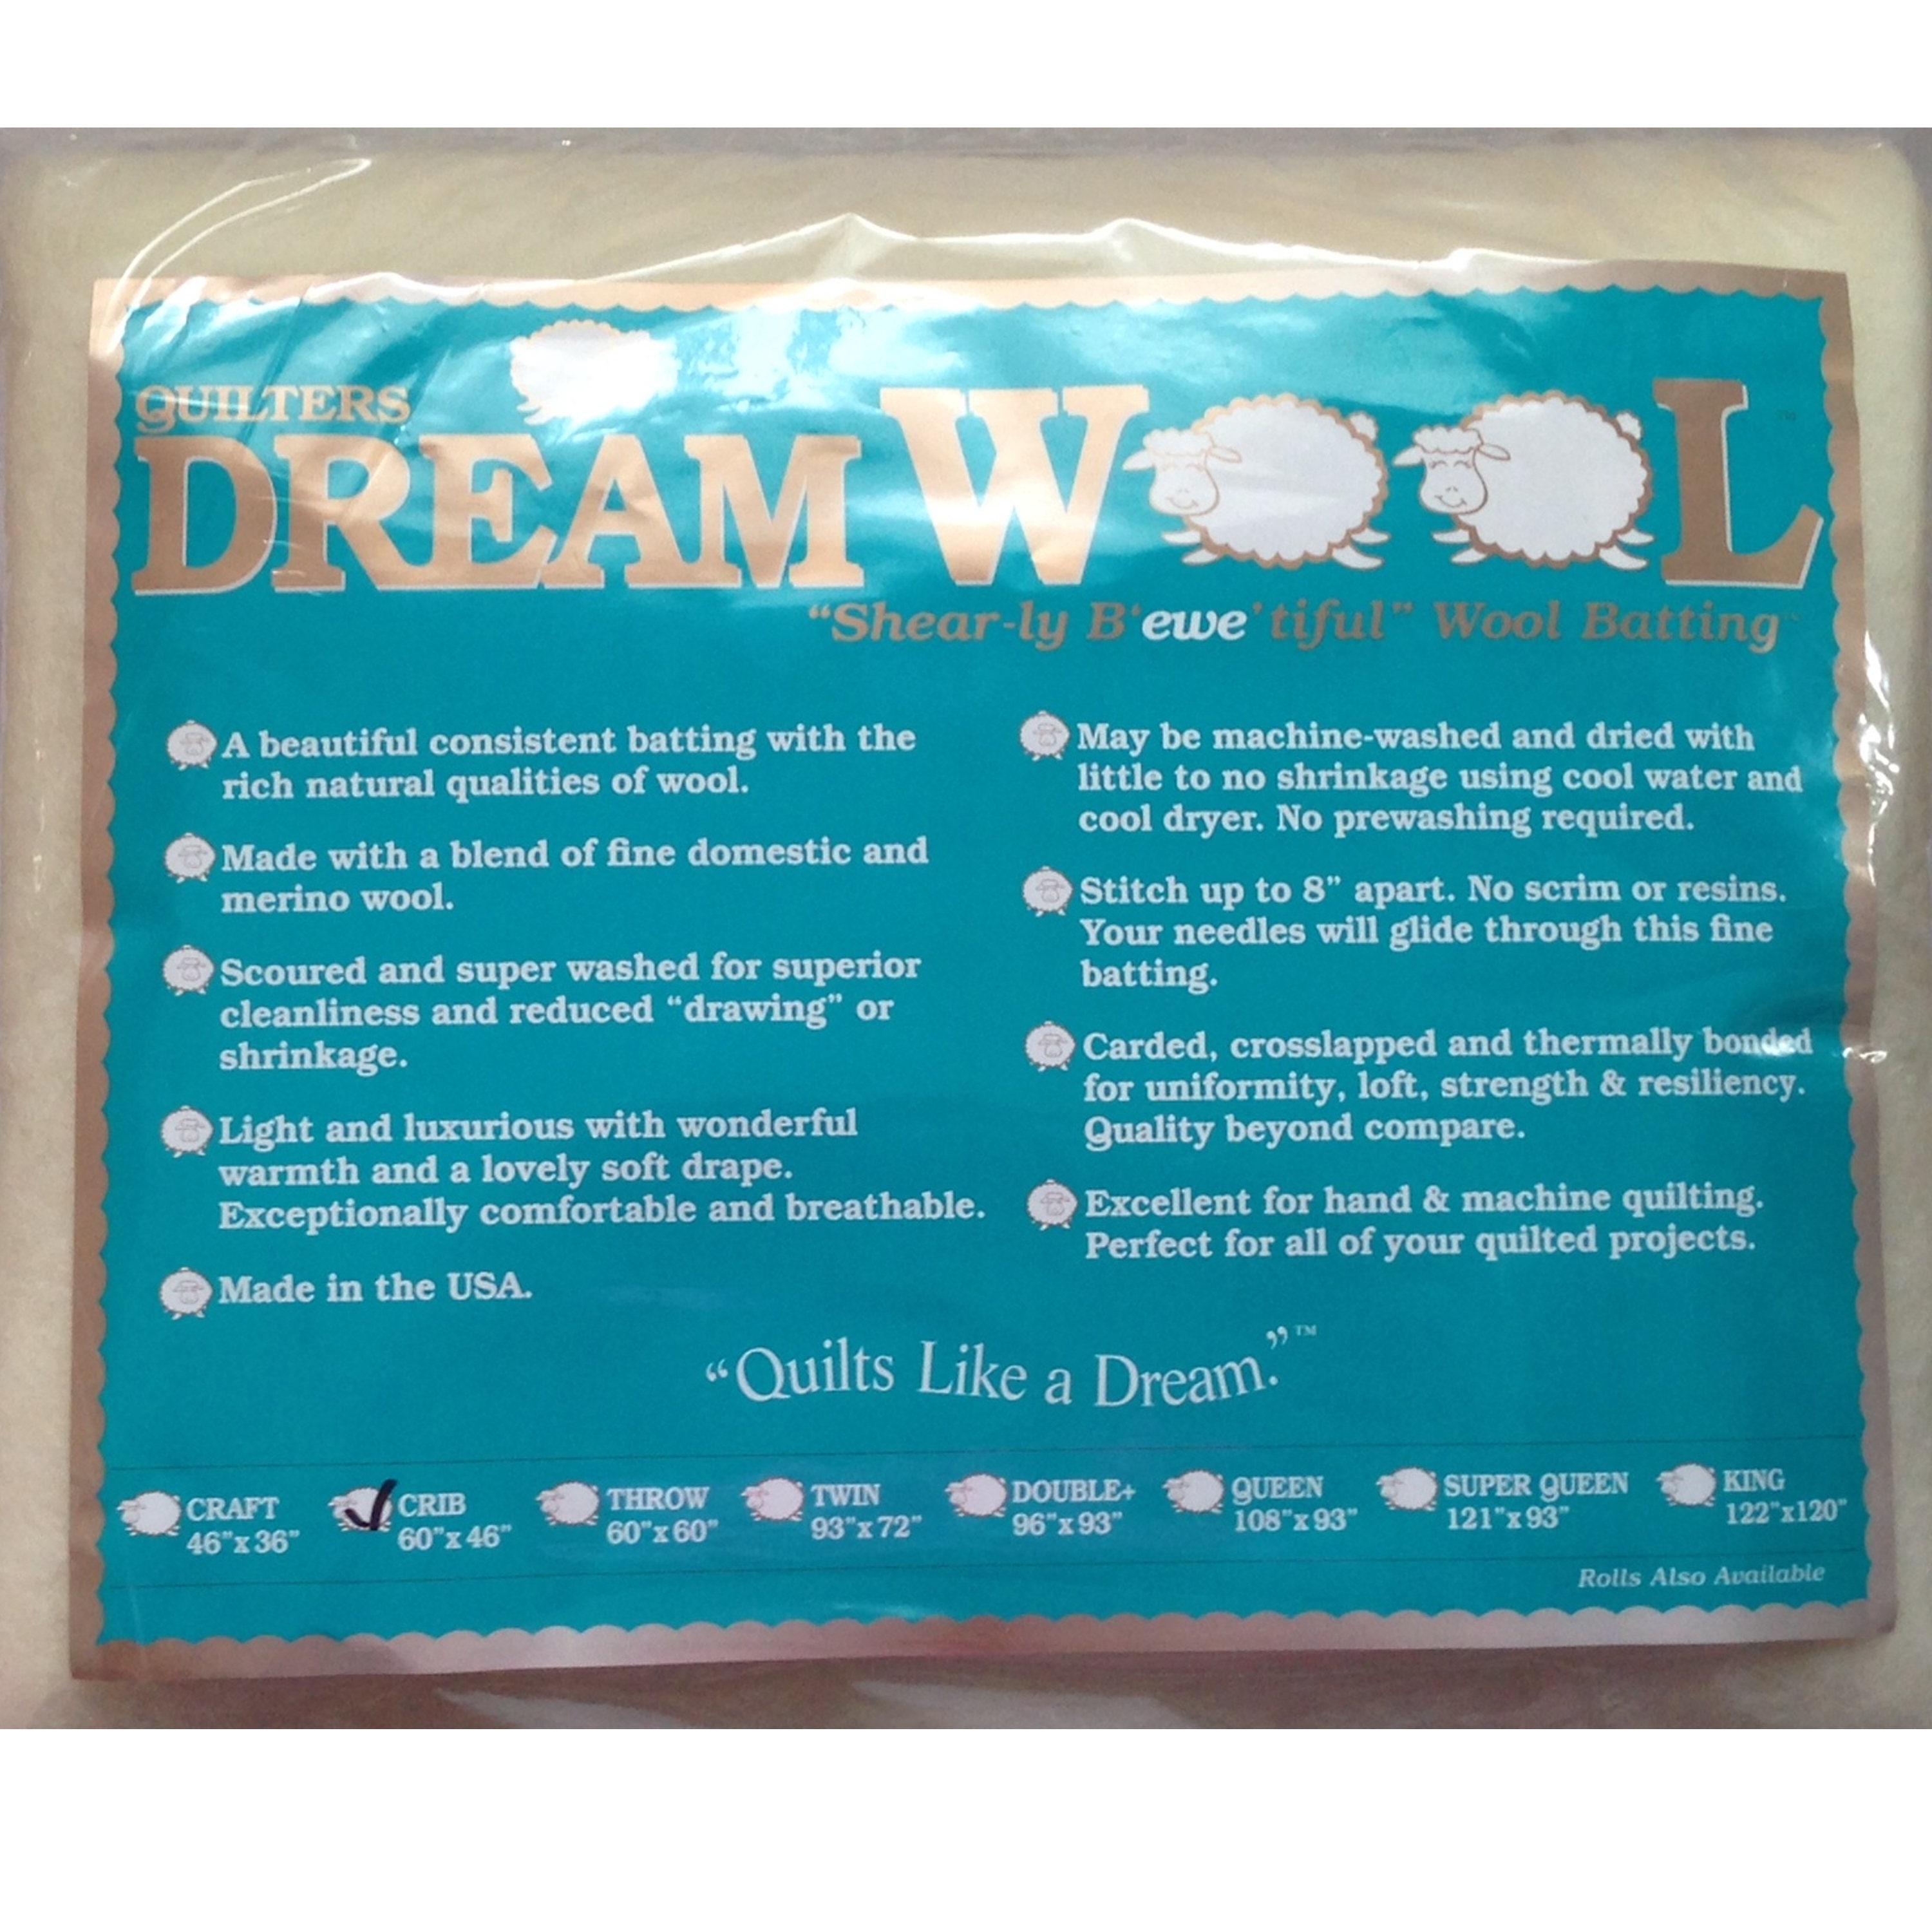 QUILTERS
DREAM WOOL
“Shear-ly B‘ewe’tiful” Wool Batting
A beautiful consistent batting with the
rich natural qualities of wool.
Made with a blend of fine domestic and
merino wool.
Scoured and super washed for superior
cleanliness and reduced “drawing” or
shrinkage.
Light and luxurious with wonderful
warmth and a lovely soft drape.
Exceptionally comfortable and breathable.
Made in the USA.
May be machine-washed and dried with
little to no shrinkage using cool water and
cool dryer. No prewashing required.
Stitch up to 8” apart. No scrim or resins.
Your needles will glide through this fine
batting.
Carded, crosslapped and thermally bonded
for uniformity, loft, strength & resiliency.
Quality beyond compare.
Excellent for hand & machine quilting.
Perfect for all of your quilted projects.
“Quilts Like a Dream.”™
CRAFT
46”x36”
CRIB
60”x46”
THROW
60”x60”
TWIN
93”x72”
DOUBLE+
96”x93”
QUEEN
108”x93”
SUPER QUEEN
121”x93”
KING
122”x120”
Rolls Also Available